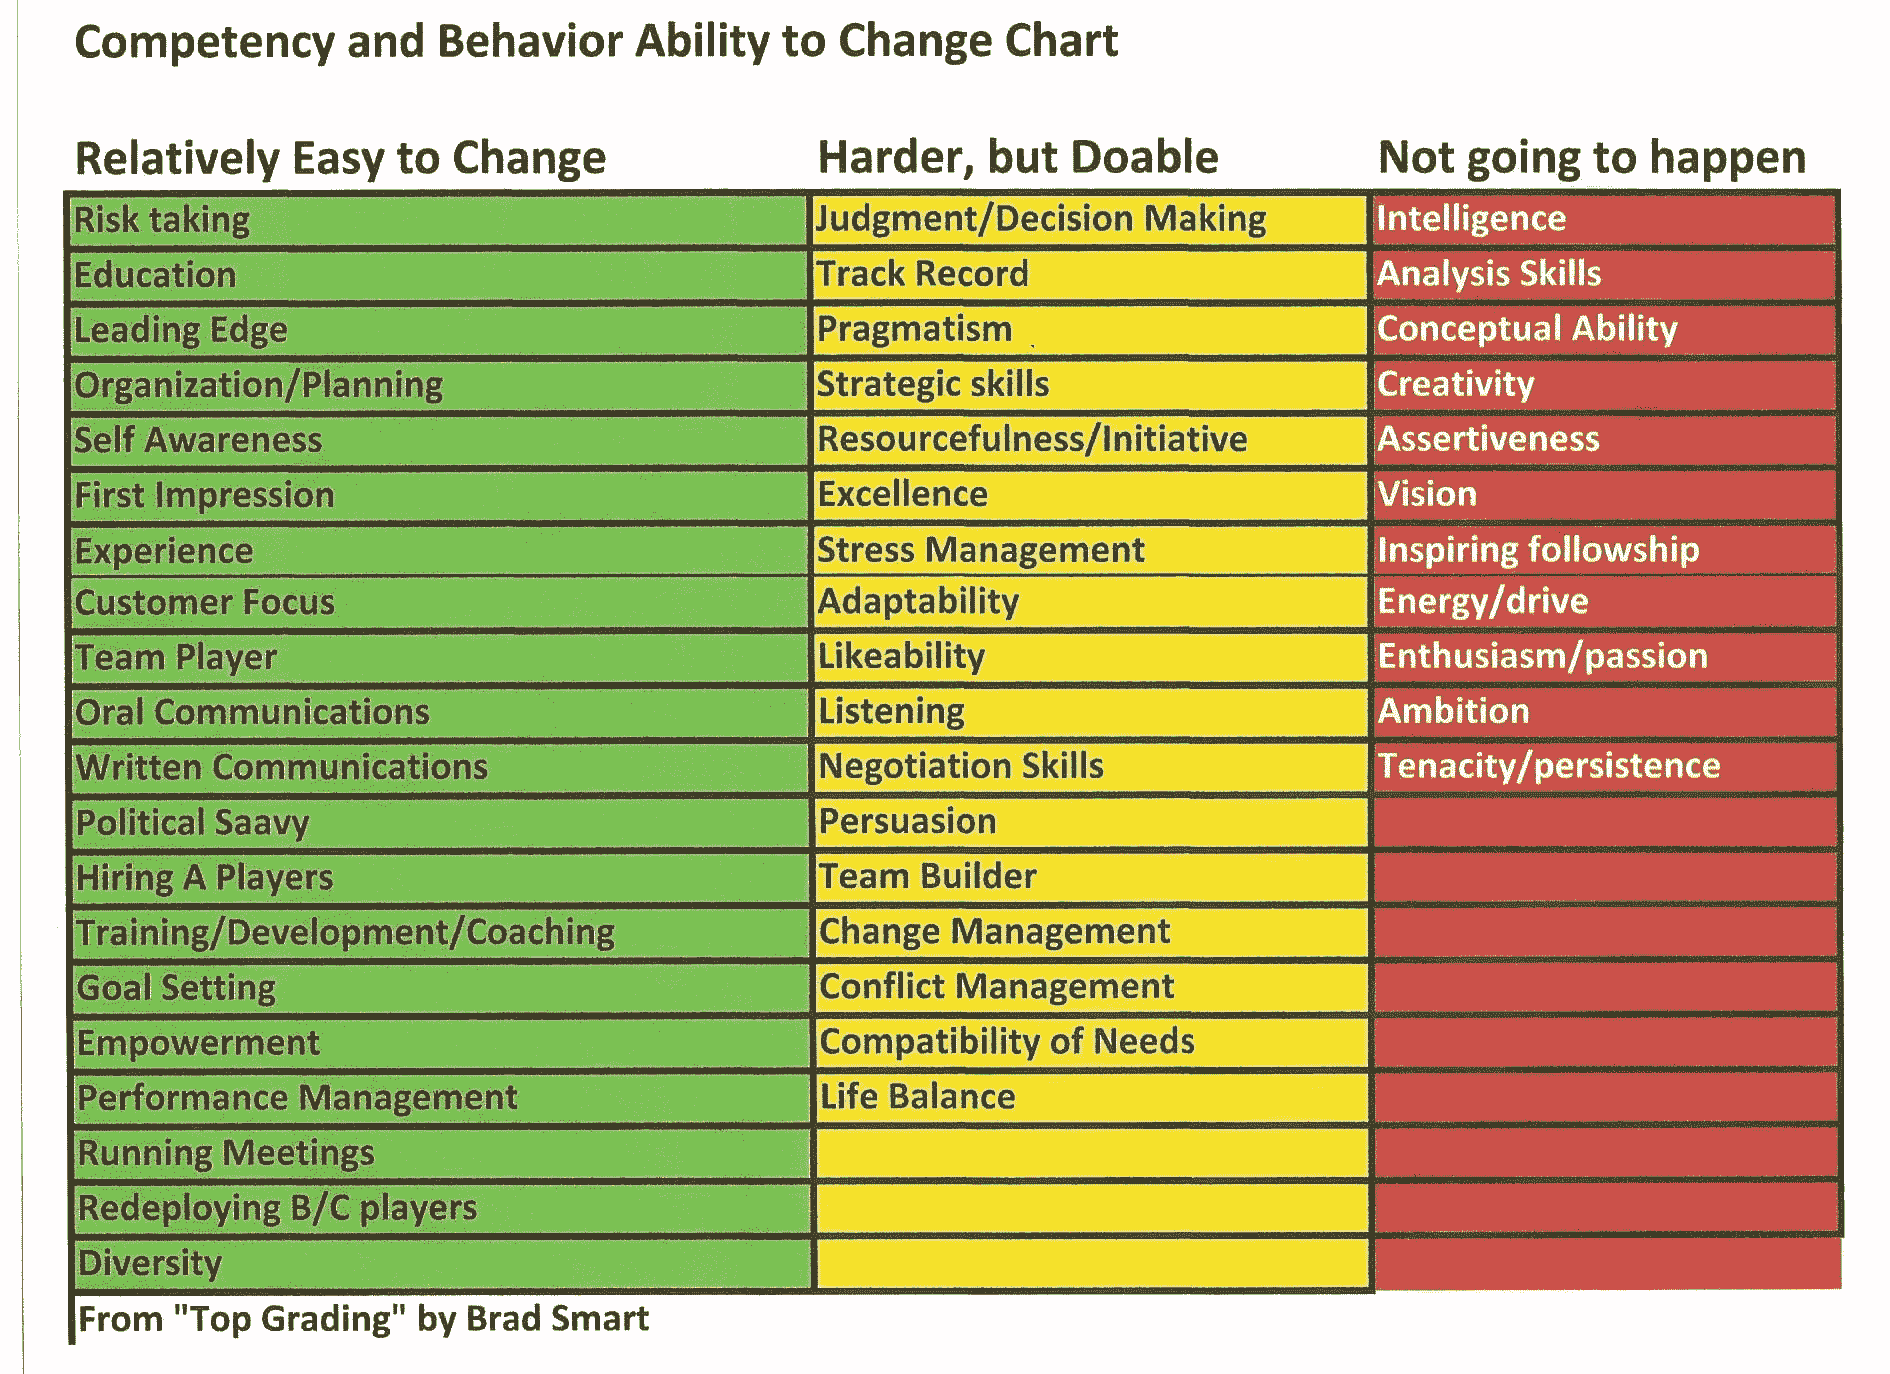 Competency and Behavior Ability to Change Chart
Relatively Easy to Change Harder, but Doable Not going to happen
Risk taking Judgment/Decision Making Intelligence
Education Track Record Analysis Skills
Leading Edge Pragmatism Conceptual Ability
Organization/Planning Strategic skills Creativity
Self Awareness Resourcefulness/Initiative Assertiveness
First Impression Excellence Vision
Experience Stress Management Inspiring followship
Customer Focus Adaptability Energy/drive
Team Player Likeability Enthusiasm/passion
Oral Communications Listening Ambition
Written Communications Negotiation Skills Tenacity/persistence
Political Saavy Persuasion
Hiring A Players Team Builder
Training/Development/Coaching Change Management
Goal Setting Conflict Management
Empowerment Compatibility of Needs
Performance Management Life Balance
Running Meetings
Redeploying B/C players
Diversity
From "Top Grading" by Brad Smart